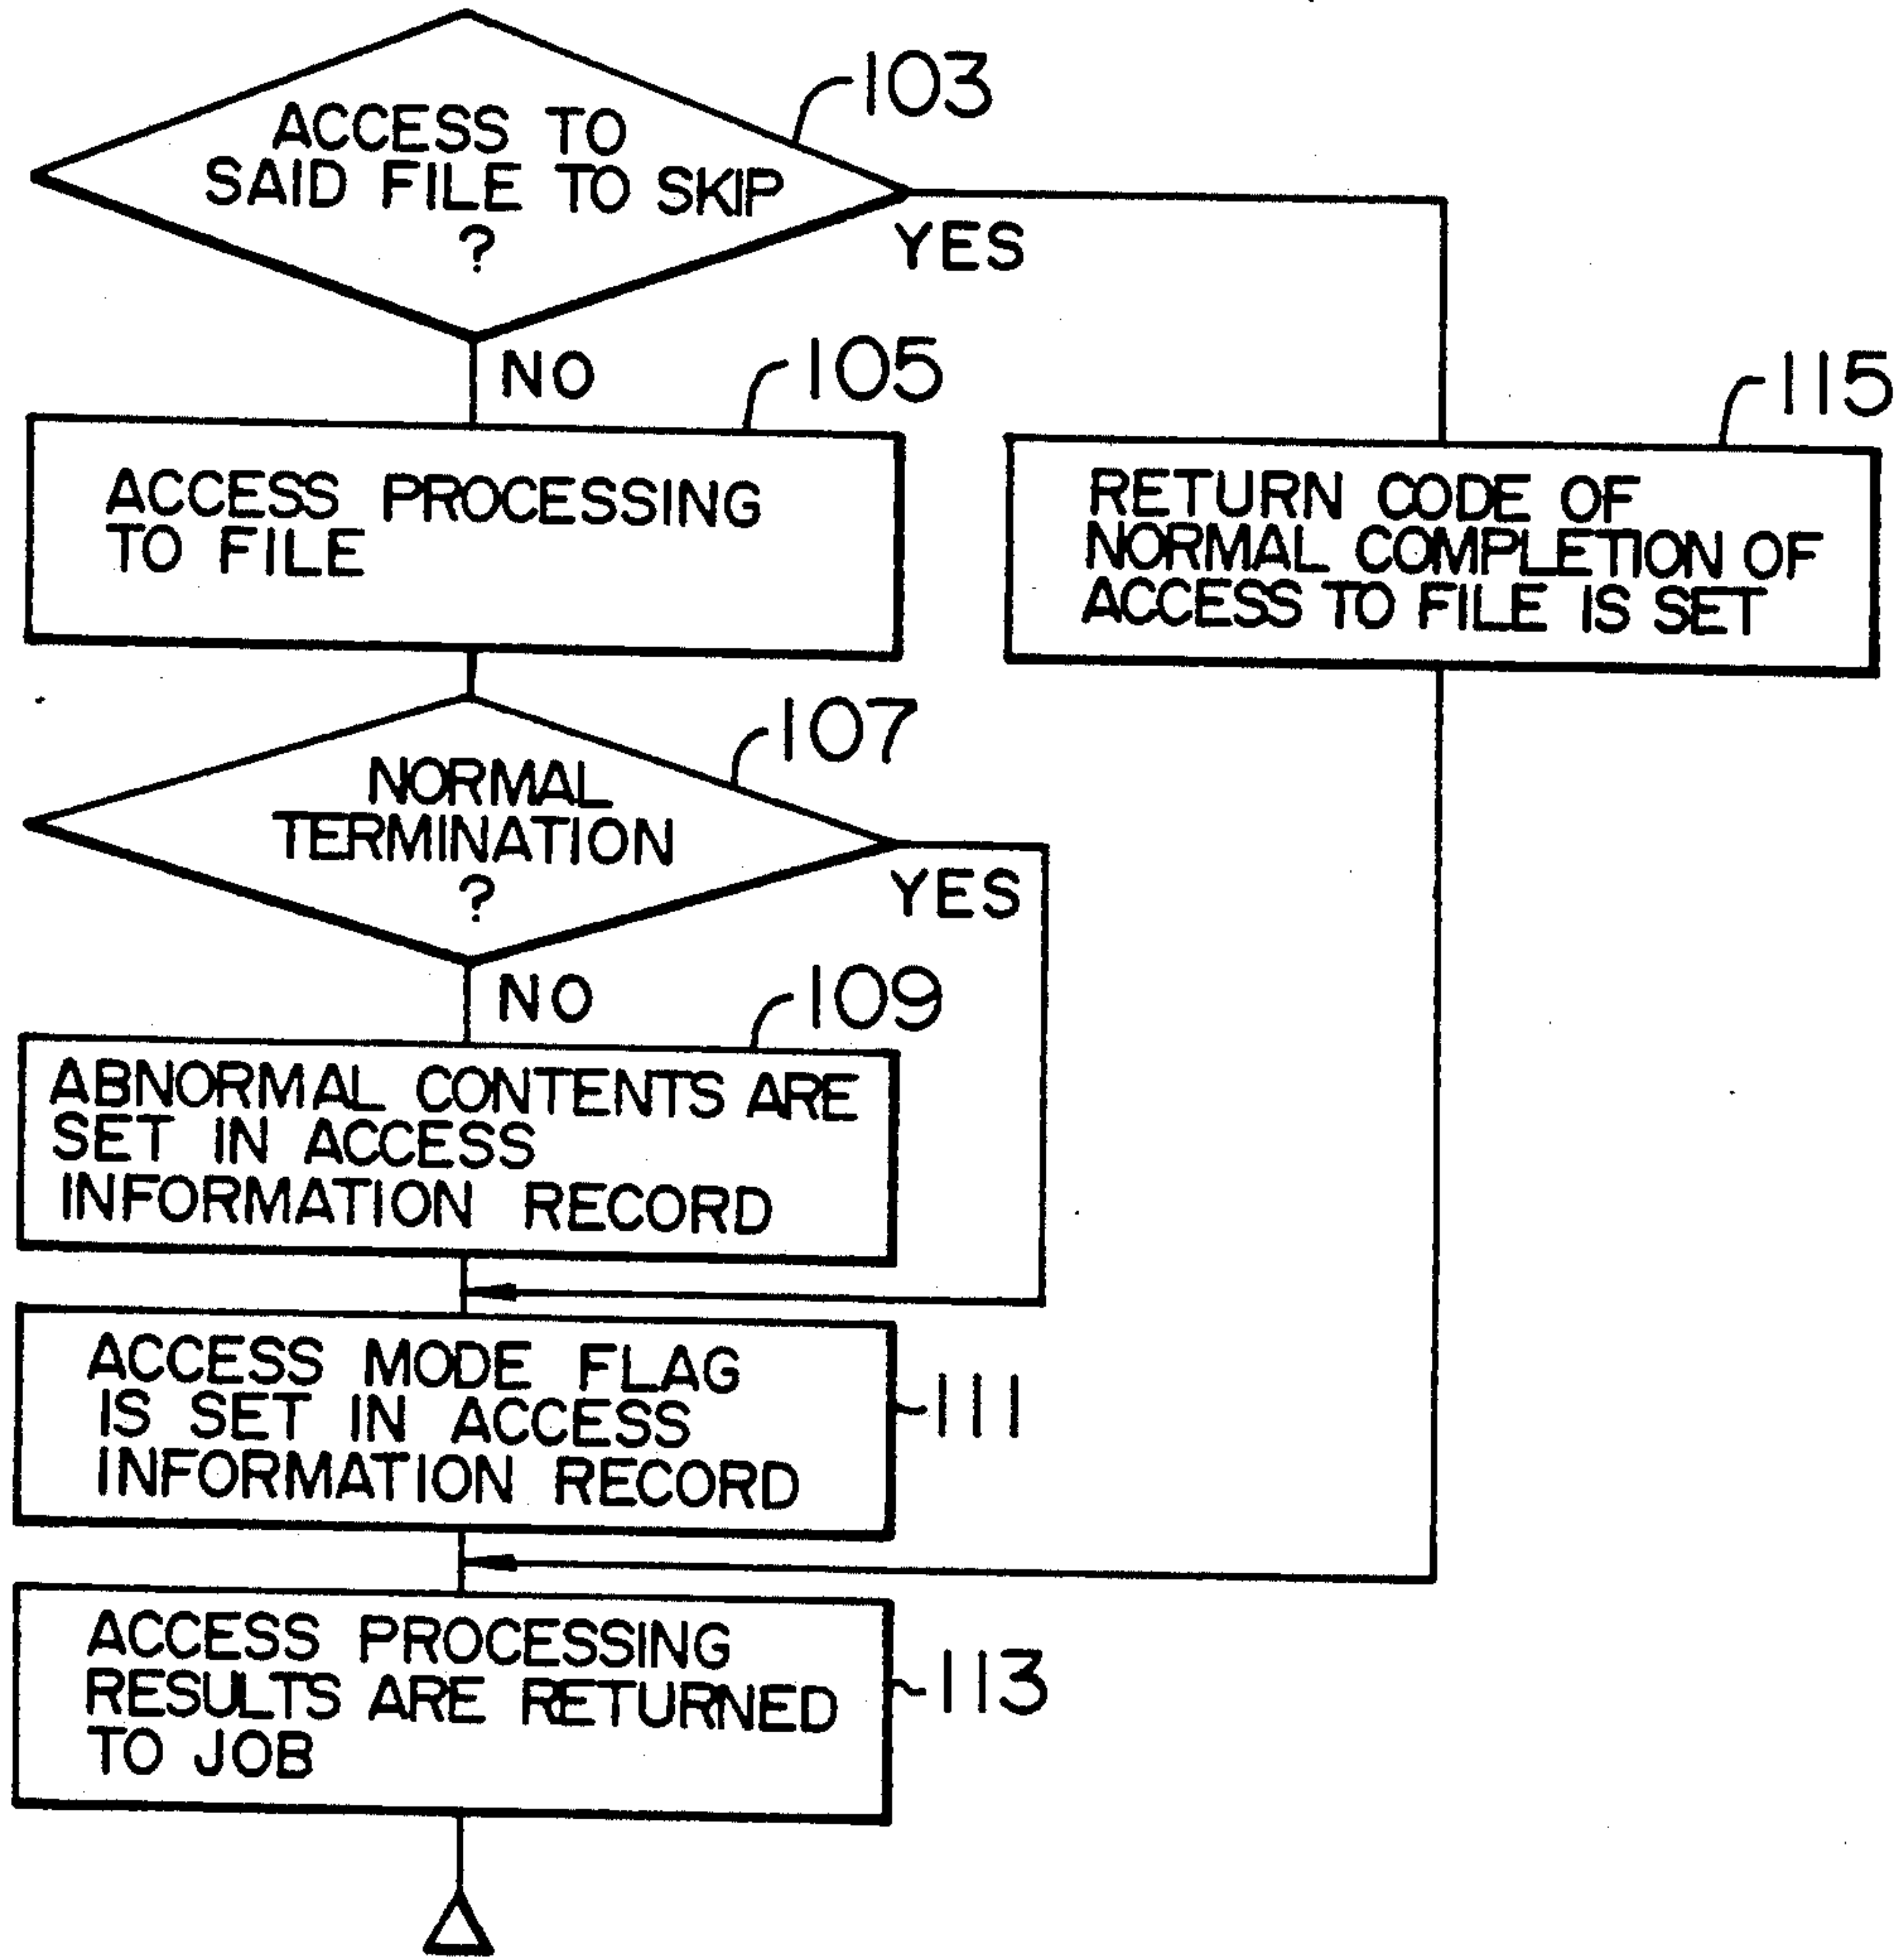 ACCESS TO
SAID FILE TO SKIP
?
103
YES
NO
105
ACCESS PROCESSING
TO FILE
115
RETURN CODE OF
NORMAL COMPLETION OF
ACCESS TO FILE IS SET
107
NORMAL
TERMINATION
?
YES
NO
109
ABNORMAL CONTENTS ARE
SET IN ACCESS
INFORMATION RECORD
ACCESS MODE FLAG
IS SET IN ACCESS
INFORMATION RECORD
111
ACCESS PROCESSING
RESULTS ARE RETURNED
TO JOB
113